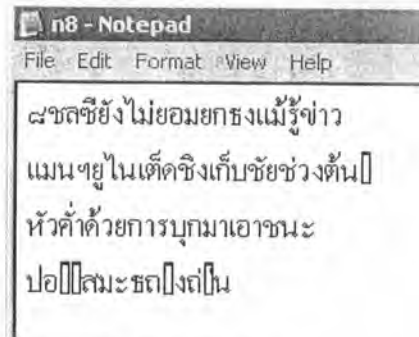 n8 - Notepad
File Edit Format View Help
๘ชลซียังไม่ยอมยกธงแม้รู้ข่าว
แมนฯยูไนเต็ดชิงเก็บชัยช่วงต้น▯
หัวค่ำด้วยการบุกมาเอาชนะ
ปอ▯▯สมะธถ▯งถ่▯น